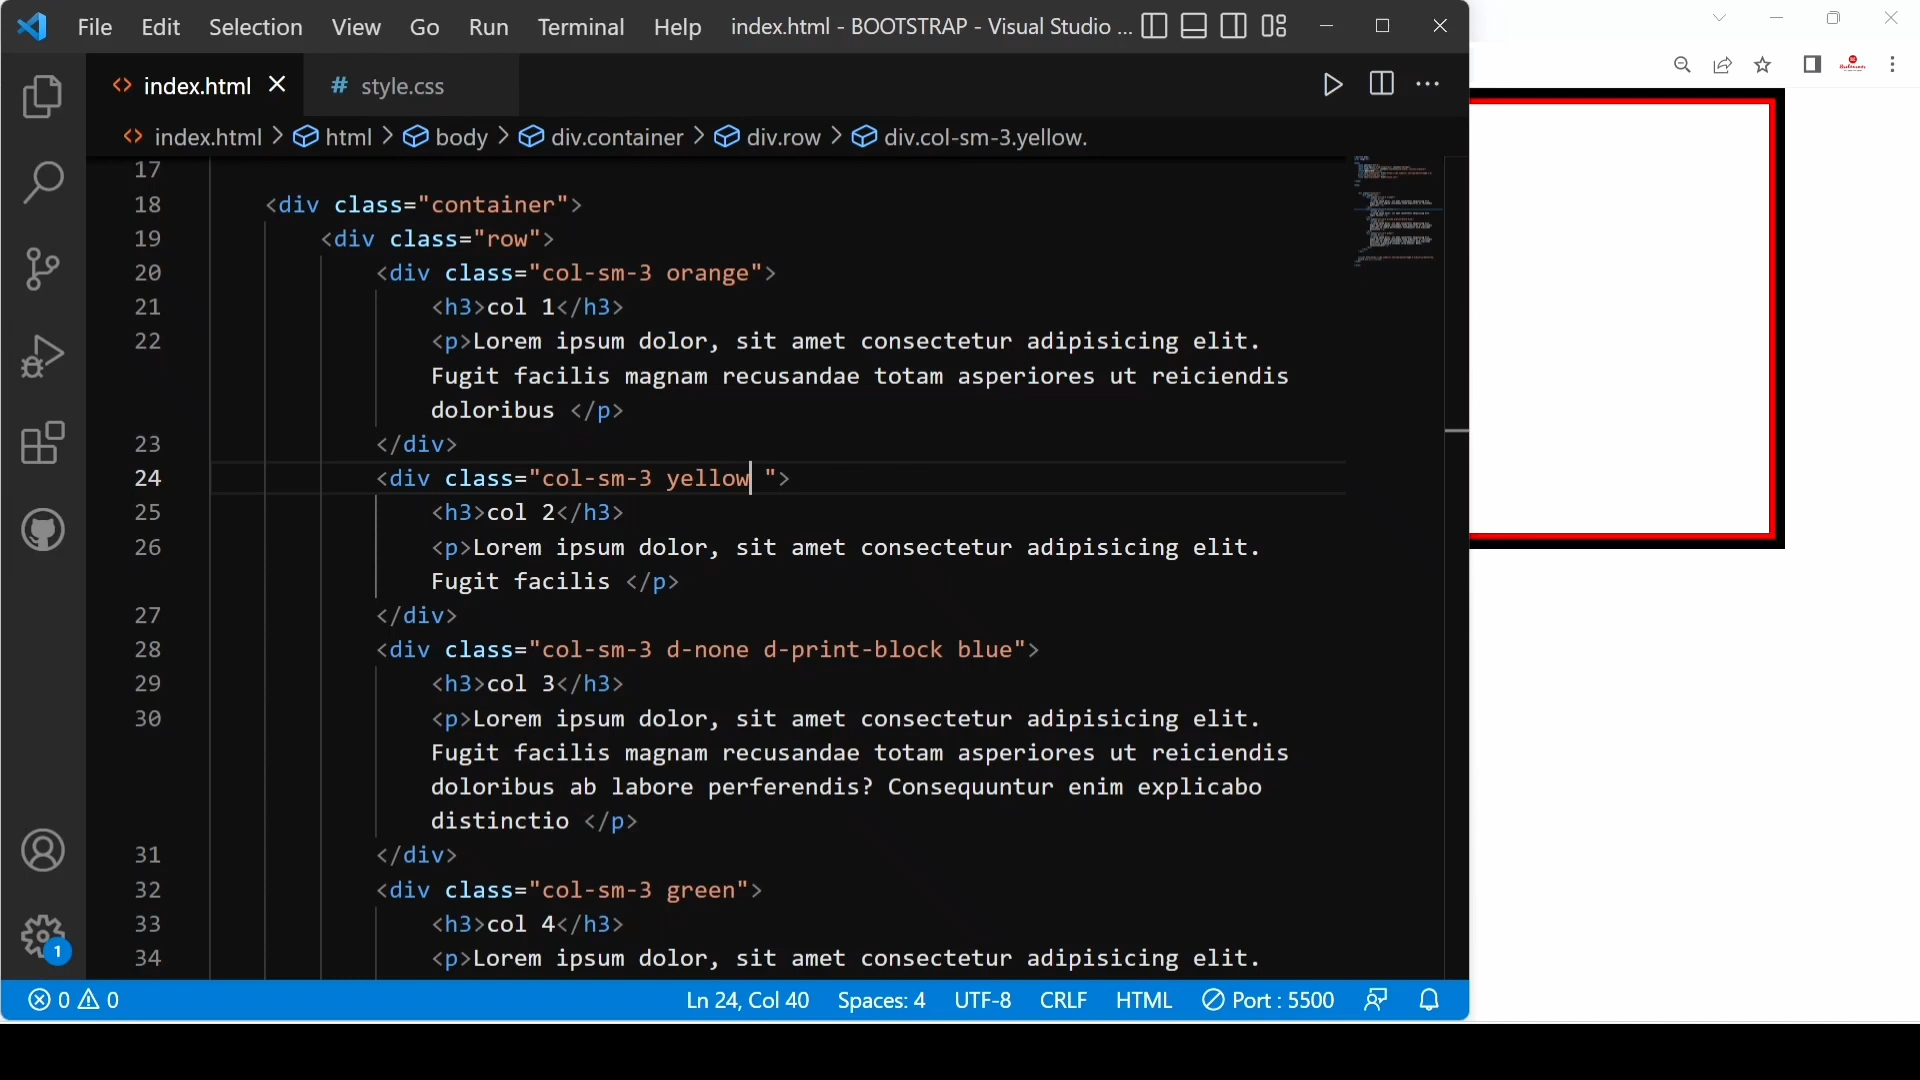 File Edit Selection View Go Run Terminal Help index.html - BOOTSTRAP - Visual Studio ...
index.html # style.css
index.html > html > body > div.container > div.row > div.col-sm-3.yellow.
17
18 <div class="container">
19 <div class="row">
20 <div class="col-sm-3 orange">
21 <h3>col 1</h3>
22 <p>Lorem ipsum dolor, sit amet consectetur adipisicing elit.
Fugit facilis magnam recusandae totam asperiores ut reiciendis
doloribus </p>
23 </div>
24 <div class="col-sm-3 yellow ">
25 <h3>col 2</h3>
26 <p>Lorem ipsum dolor, sit amet consectetur adipisicing elit.
Fugit facilis </p>
27 </div>
28 <div class="col-sm-3 d-none d-print-block blue">
29 <h3>col 3</h3>
30 <p>Lorem ipsum dolor, sit amet consectetur adipisicing elit.
Fugit facilis magnam recusandae totam asperiores ut reiciendis
doloribus ab labore perferendis? Consequuntur enim explicabo
distinctio </p>
31 </div>
32 <div class="col-sm-3 green">
33 <h3>col 4</h3>
34 <p>Lorem ipsum dolor, sit amet consectetur adipisicing elit.
1
0 0 Ln 24, Col 40 Spaces: 4 UTF-8 CRLF HTML Port : 5500